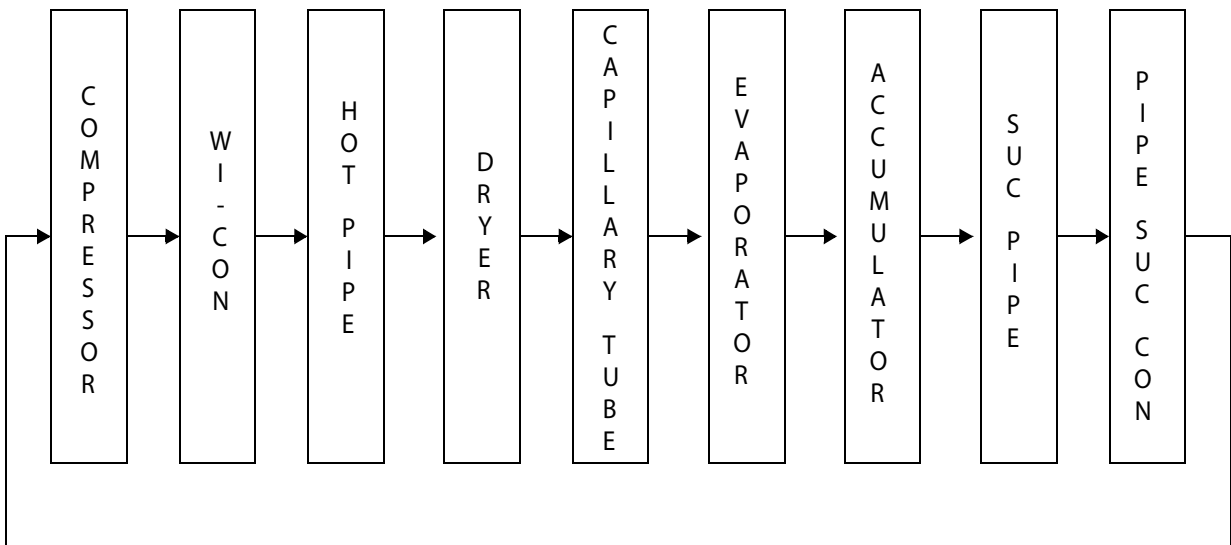 COMPRESSOR
WI-CON
HOT PIPE
DRYER
CAPILLARY TUBE
EVAPORATOR
ACCUMULATOR
SUC PIPE
PIPE SUC CON